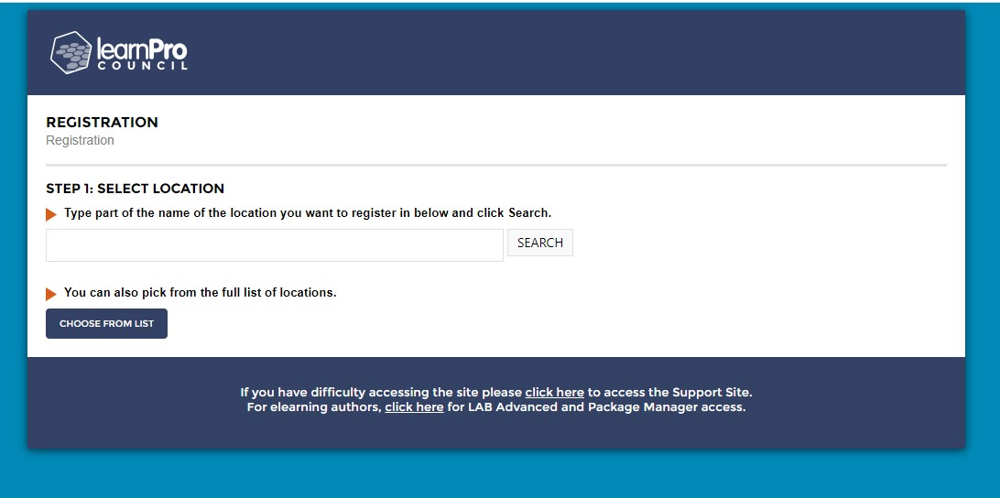 learnPro
COUNCIL
REGISTRATION
Registration
STEP 1: SELECT LOCATION
Type part of the name of the location you want to register in below and click Search.
SEARCH
You can also pick from the full list of locations.
CHOOSE FROM LIST
If you have difficulty accessing the site please click here to access the Support Site.
For elearning authors, click here for LAB Advanced and Package Manager access.